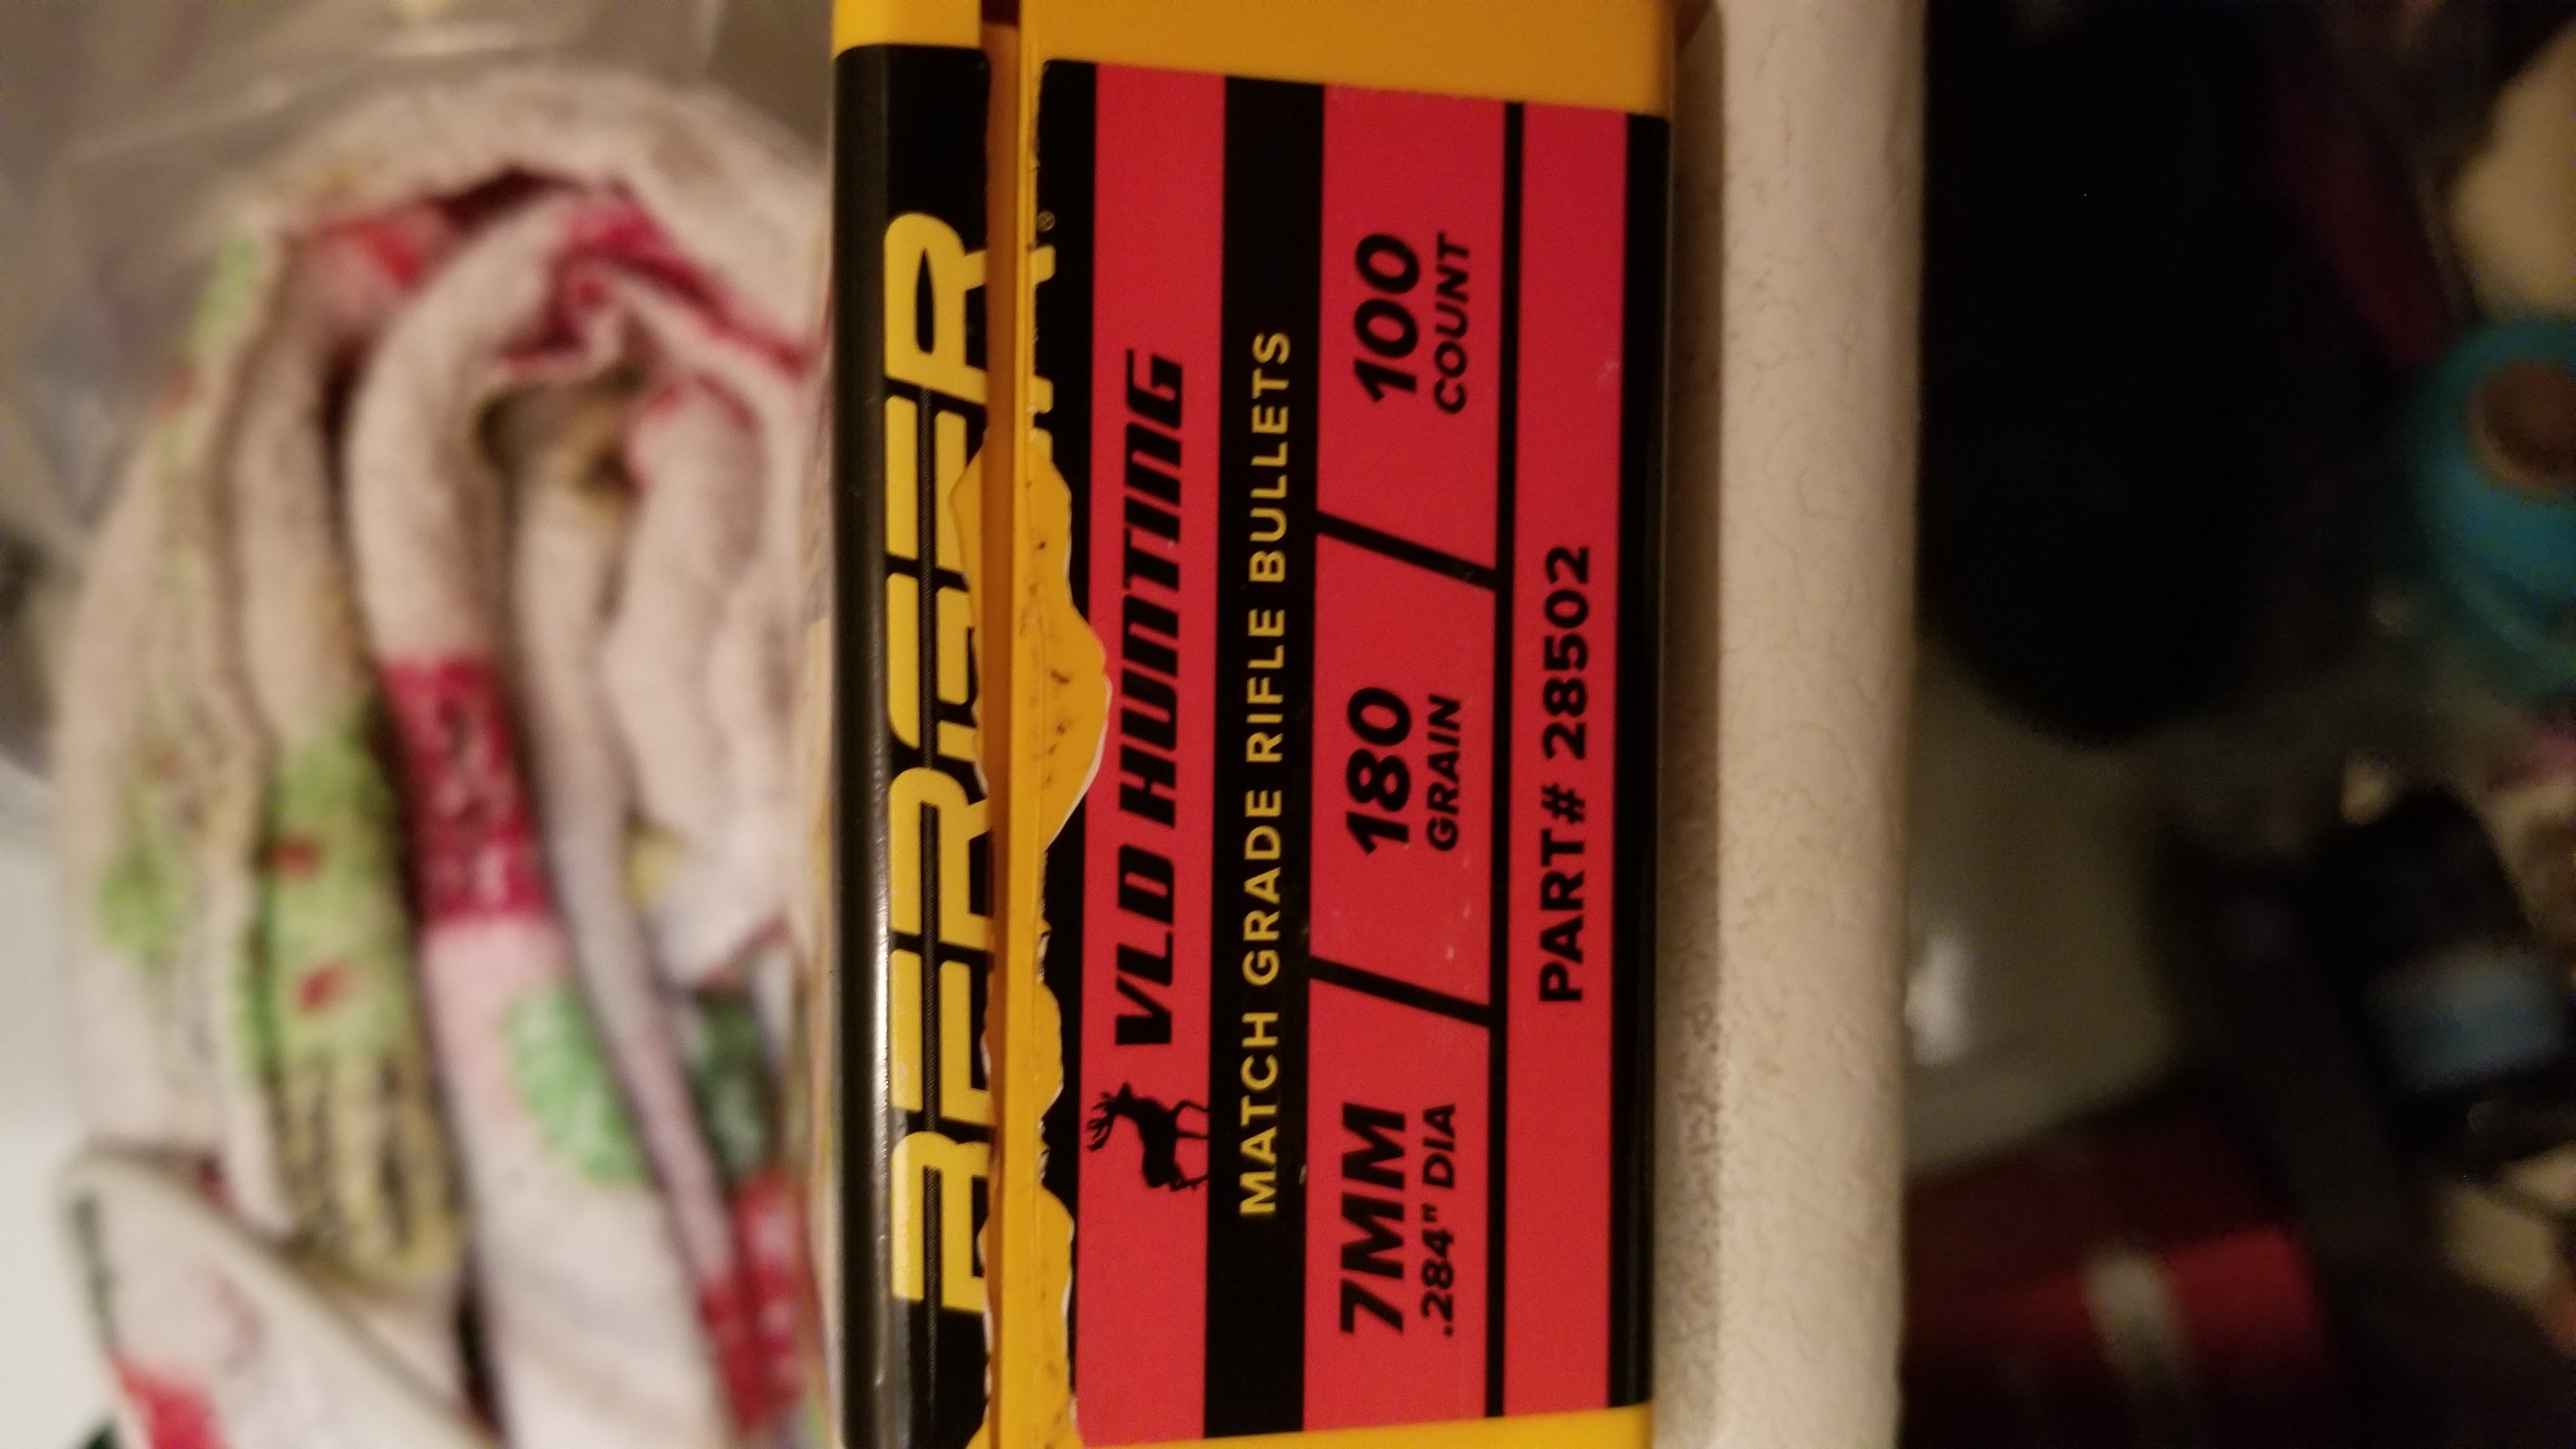 BERGER®
VLD HUNTING
MATCH GRADE RIFLE BULLETS
7MM 180 100
.284" DIA GRAIN COUNT
PART# 28502